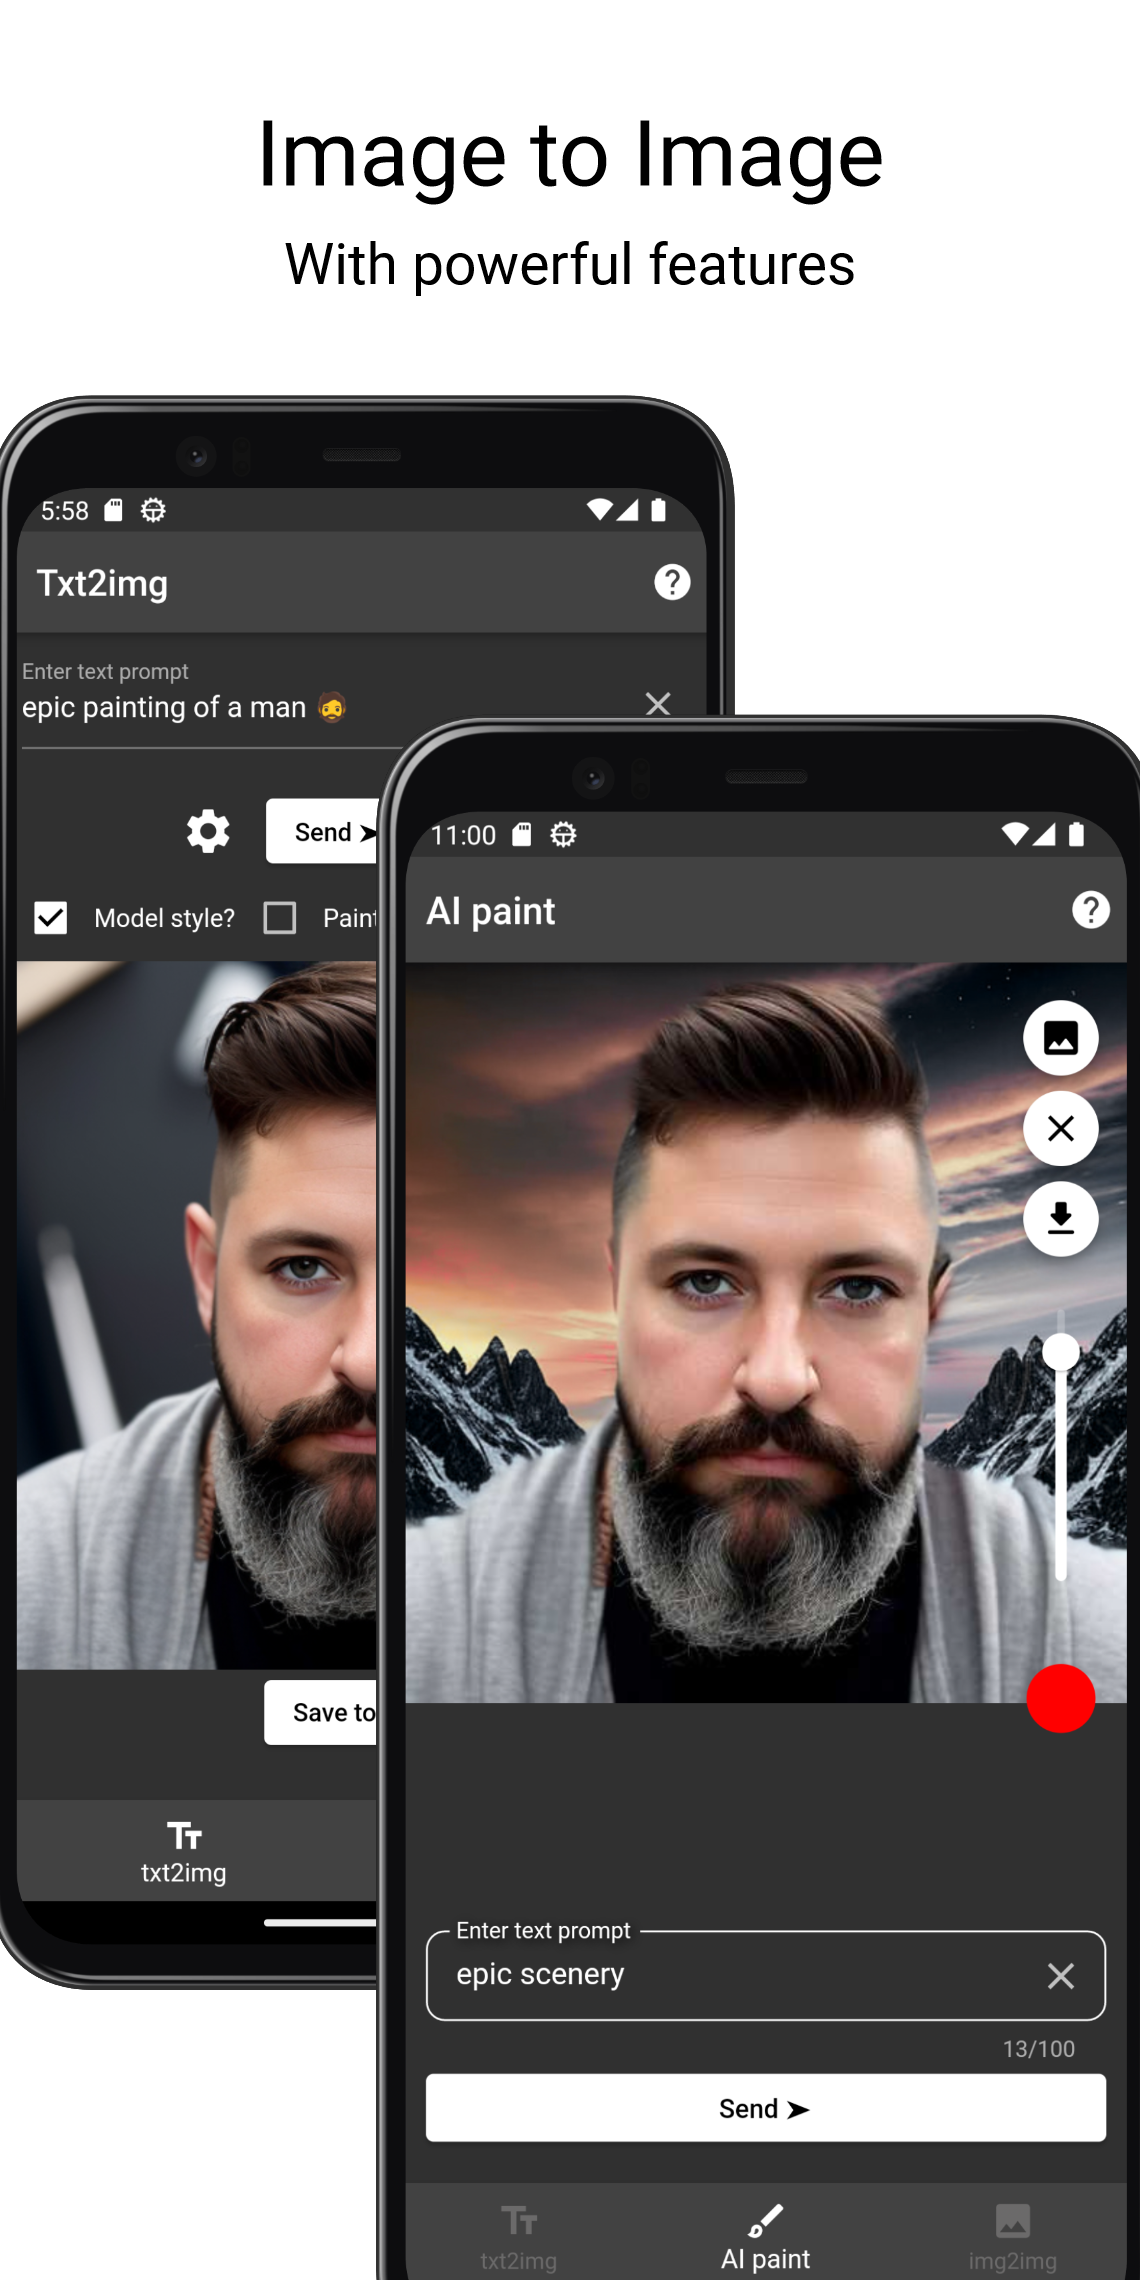 Image to Image
With powerful features
5:58
Txt2img
Enter text prompt
epic painting of a man 🧔
Send ➤
Model style?
Paint
Save to
txt2img
11:00
AI paint
Enter text prompt
epic scenery
13/100
Send ➤
txt2img
AI paint
img2img